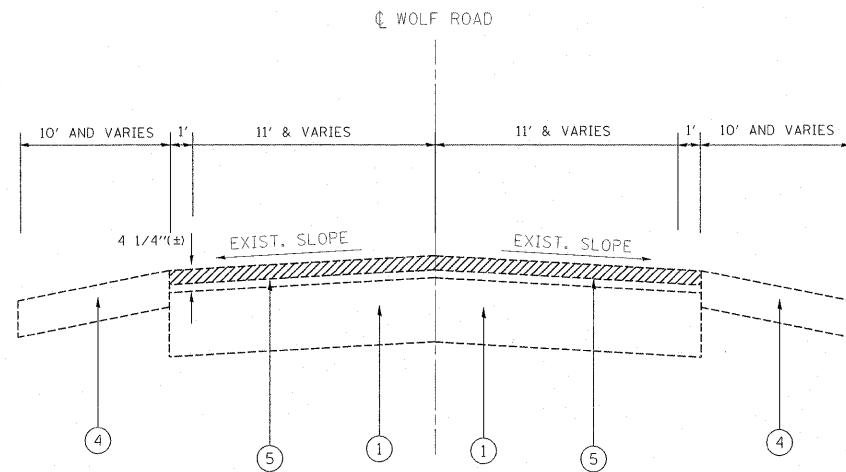 ℄ WOLF ROAD
10' AND VARIES 1' 11' & VARIES 11' & VARIES 1' 10' AND VARIES
4 1/4"(±)
EXIST. SLOPE EXIST. SLOPE
4 5 1 1 5 4